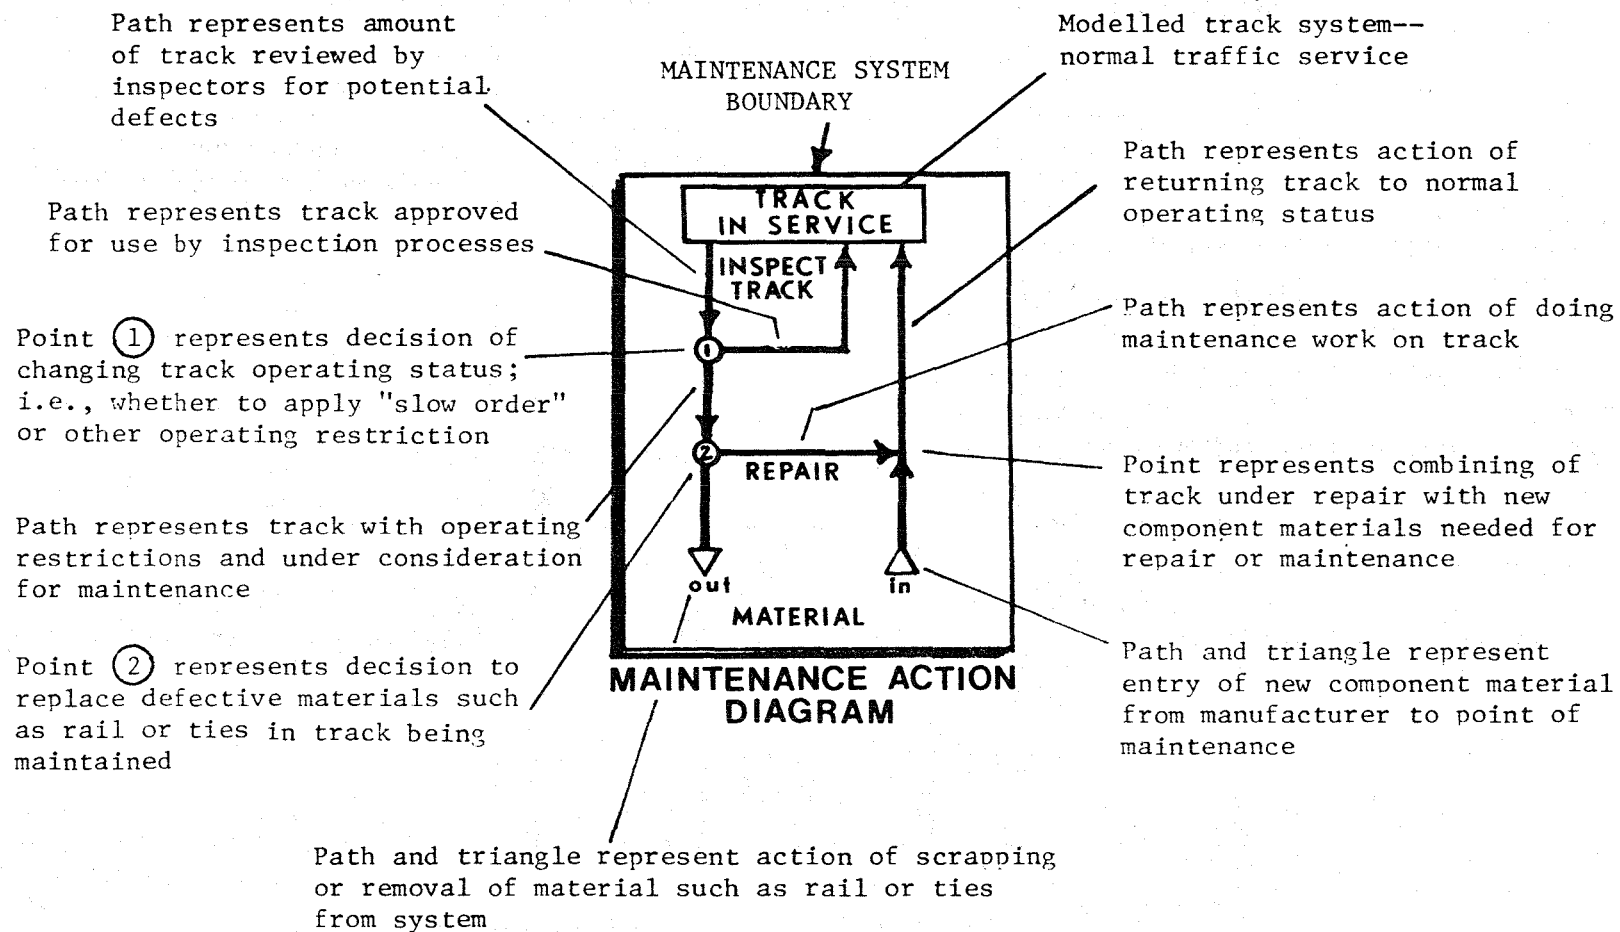 Path represents amount
of track reviewed by
inspectors for potential
defects
Path represents track approved
for use by inspection processes
Point 1 represents decision of
changing track operating status;
i.e., whether to apply "slow order"
or other operating restriction
Path represents track with operating
restrictions and under consideration
for maintenance
Point 2 represents decision to
replace defective materials such
as rail or ties in track being
maintained
MAINTENANCE SYSTEM
BOUNDARY
TRACK
IN SERVICE
INSPECT
TRACK
1
2
REPAIR
out
in
MATERIAL
MAINTENANCE ACTION
DIAGRAM
Path and triangle represent action of scrapping
or removal of material such as rail or ties
from system
Modelled track system--
normal traffic service
Path represents action of
returning track to normal
operating status
Path represents action of doing
maintenance work on track
Point represents combining of
track under repair with new
component materials needed for
repair or maintenance
Path and triangle represent
entry of new component material
from manufacturer to point of
maintenance